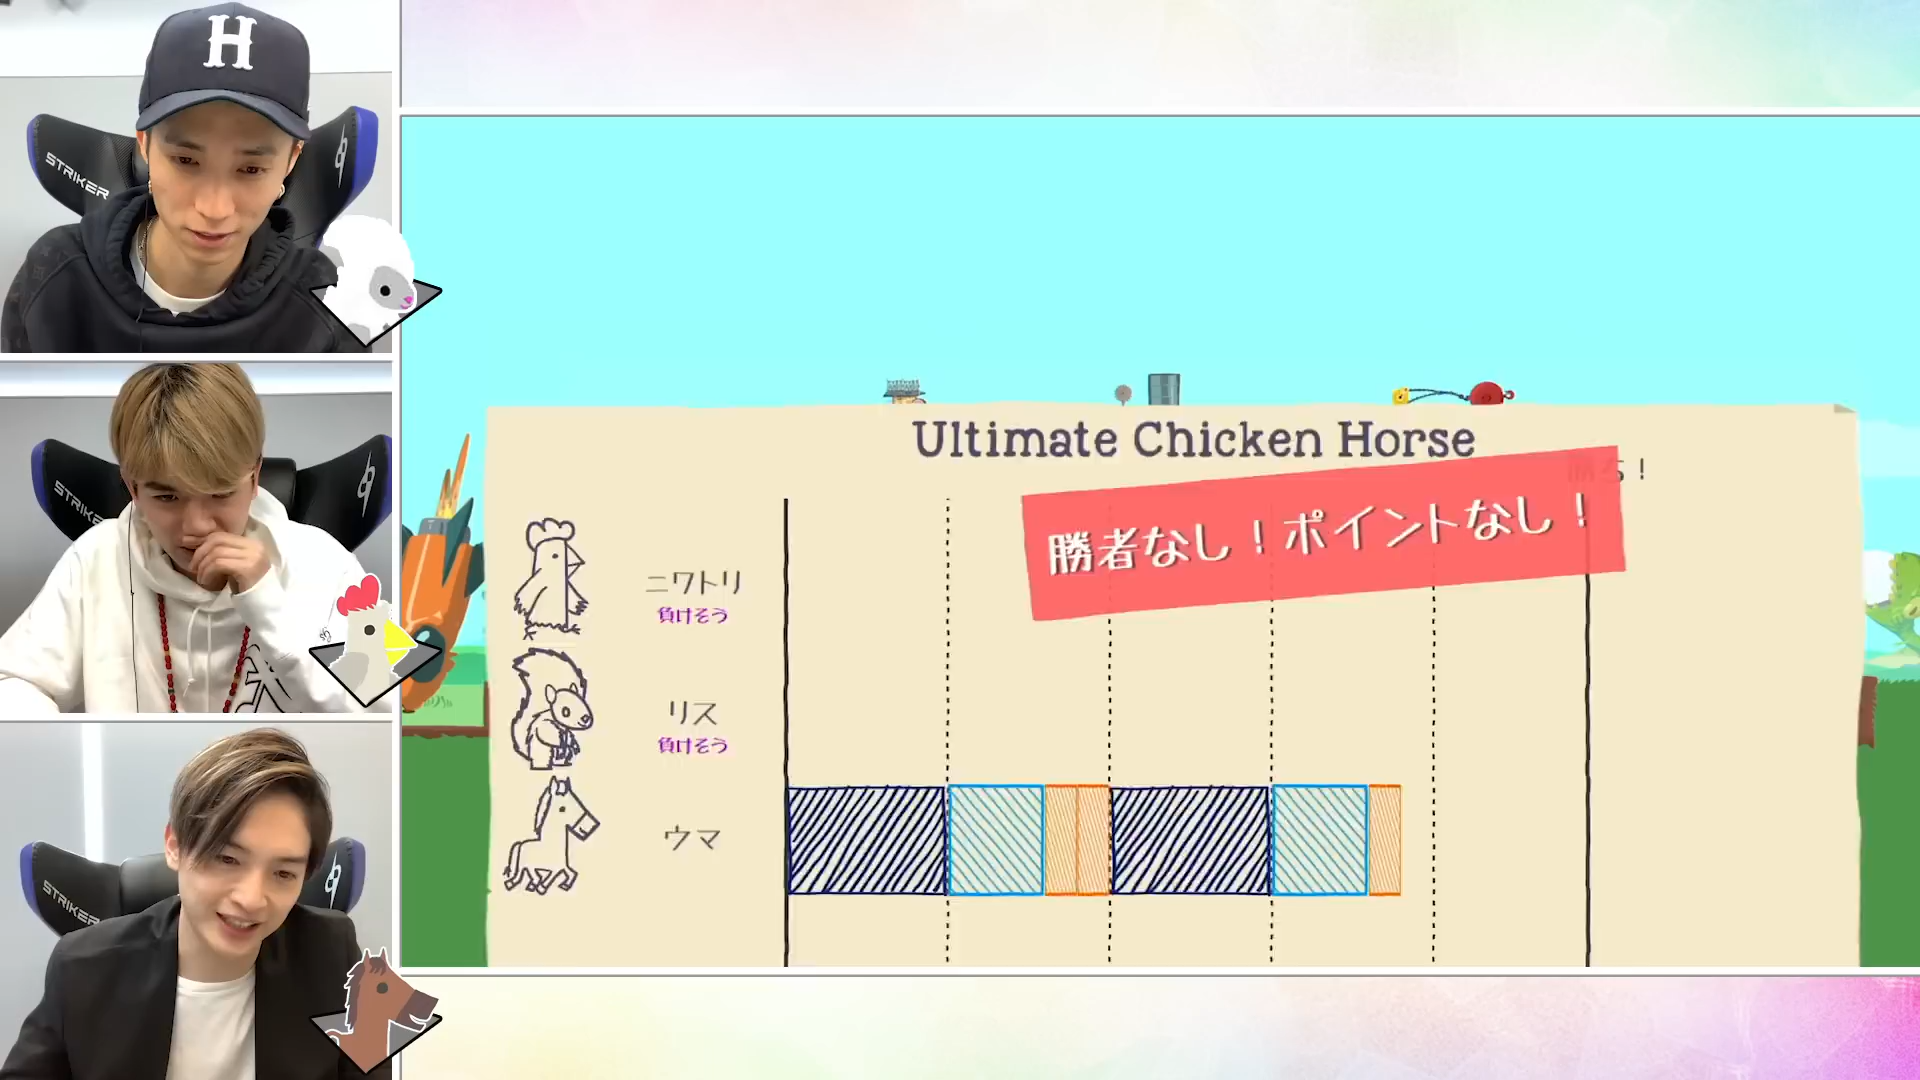 H
STRIKER
Ultimate Chicken Horse
勝者なし!ポイントなし!
ニワトリ
負けそう
リス
負けそう
ウマ
STRIKER